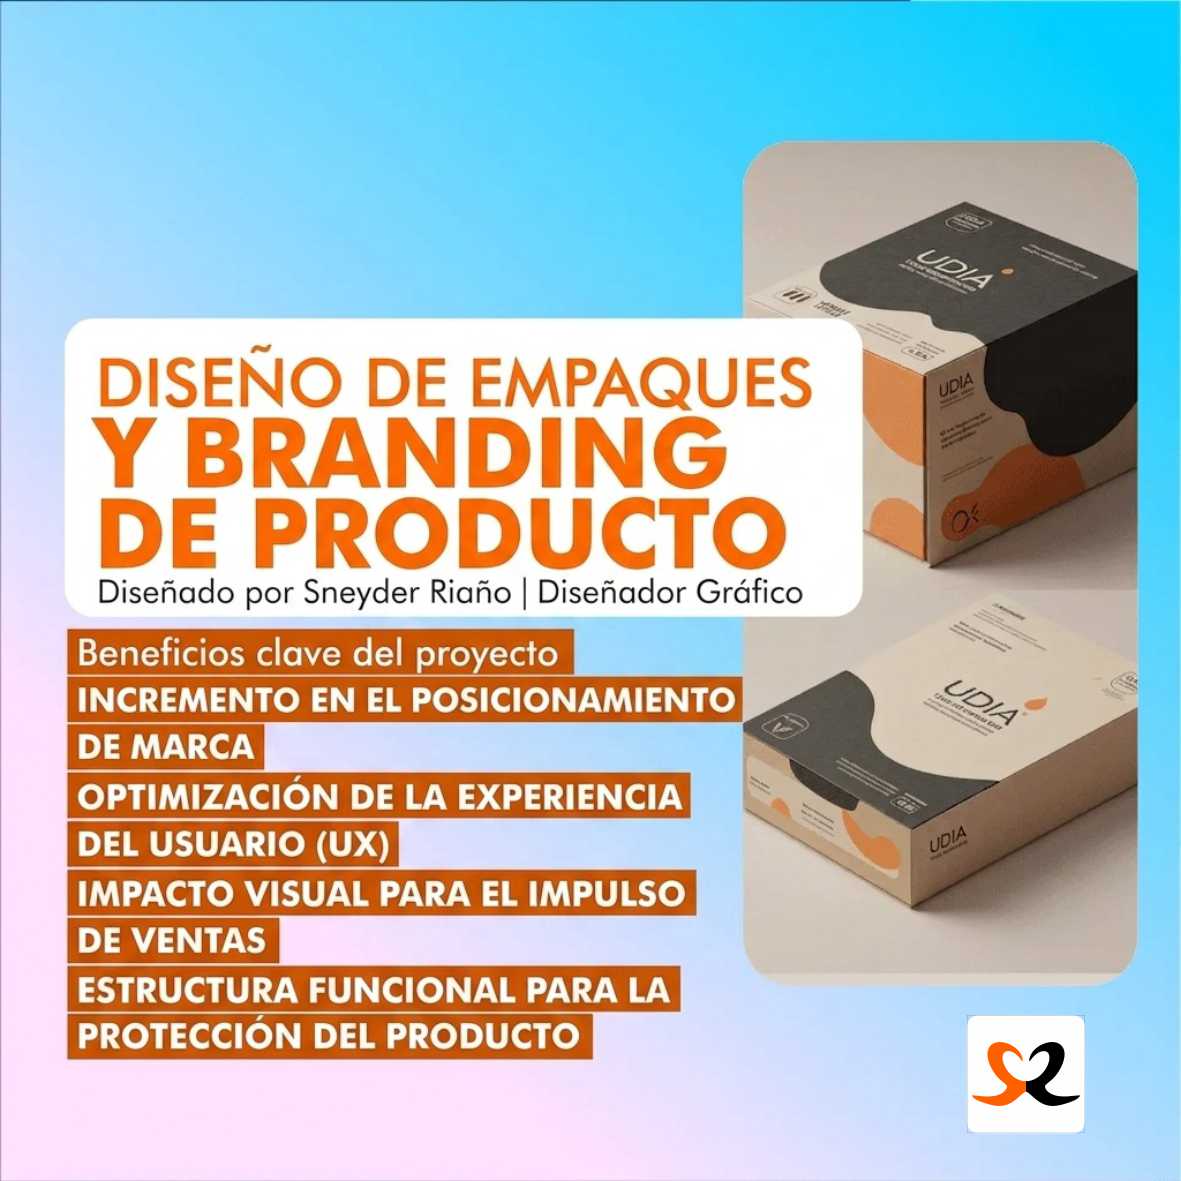 DISEÑO DE EMPAQUES
Y BRANDING
DE PRODUCTO
Diseñado por Sneyder Riaño | Diseñador Gráfico
Beneficios clave del proyecto
INCREMENTO EN EL POSICIONAMIENTO
DE MARCA
OPTIMIZACIÓN DE LA EXPERIENCIA
DEL USUARIO (UX)
IMPACTO VISUAL PARA EL IMPULSO
DE VENTAS
ESTRUCTURA FUNCIONAL PARA LA
PROTECCIÓN DEL PRODUCTO
UDIA
UDIA
UDIA
UDIA